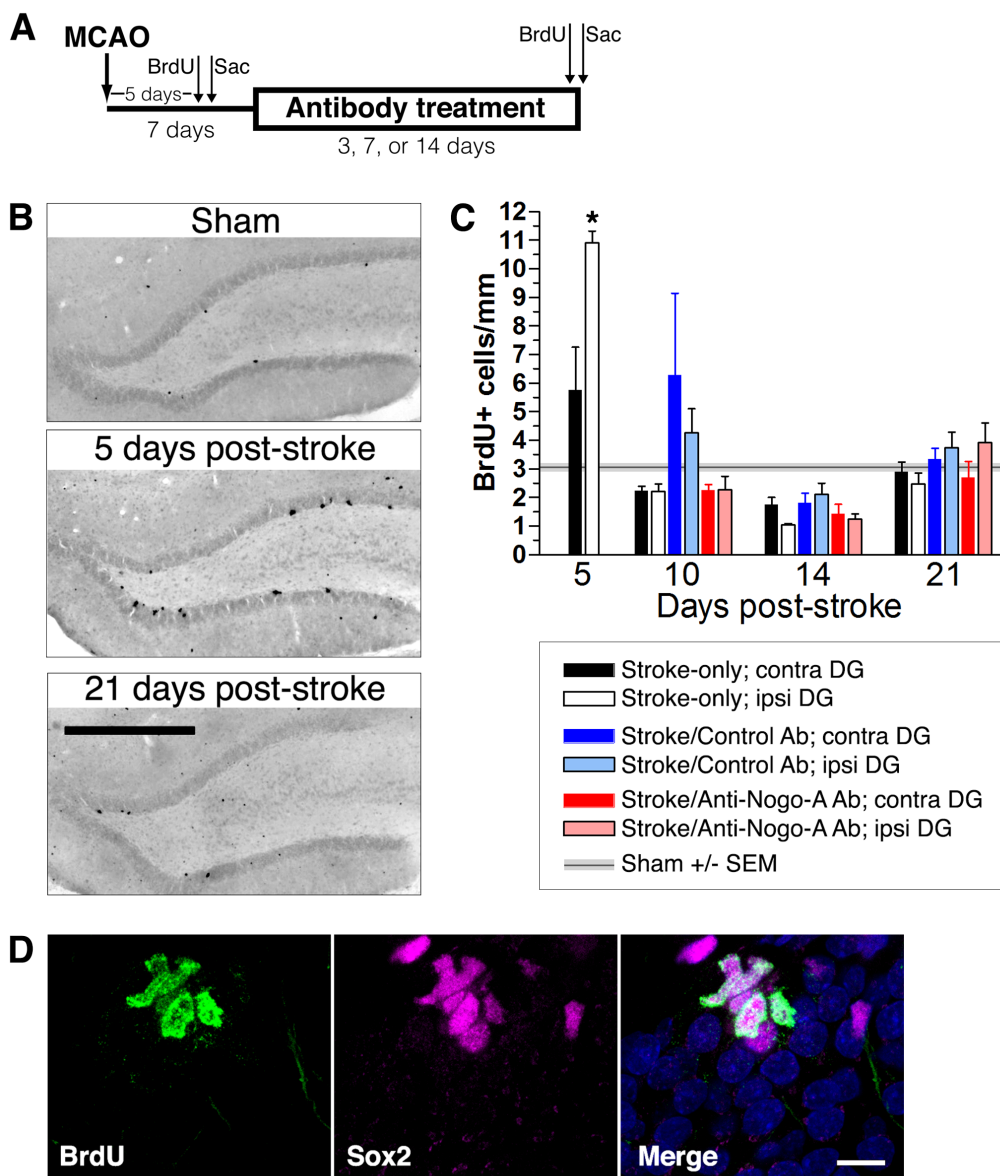 A
MCAO
BrdU Sac
5 days
7 days
Antibody treatment
3, 7, or 14 days
BrdU Sac
B
Sham
5 days post-stroke
21 days post-stroke
C
BrdU+ cells/mm
12
11
10
9
8
7
6
5
4
3
2
1
0
*
5 10 14 21
Days post-stroke
Stroke-only; contra DG
Stroke-only; ipsi DG
Stroke/Control Ab; contra DG
Stroke/Control Ab; ipsi DG
Stroke/Anti-Nogo-A Ab; contra DG
Stroke/Anti-Nogo-A Ab; ipsi DG
Sham +/- SEM
D
BrdU
Sox2
Merge